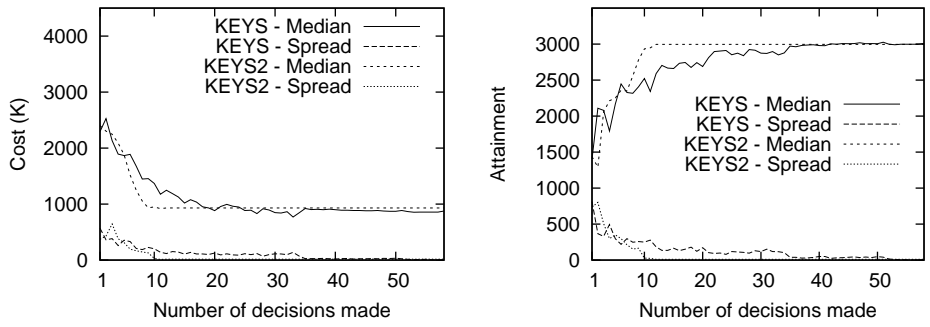 4000
3000
2000
1000
0
Cost (K)
KEYS - Median
KEYS - Spread
KEYS2 - Median
KEYS2 - Spread
1 10 20 30 40 50
Number of decisions made
3000
2500
2000
1500
1000
500
0
Attainment
KEYS - Median
KEYS - Spread
KEYS2 - Median
KEYS2 - Spread
1 10 20 30 40 50
Number of decisions made